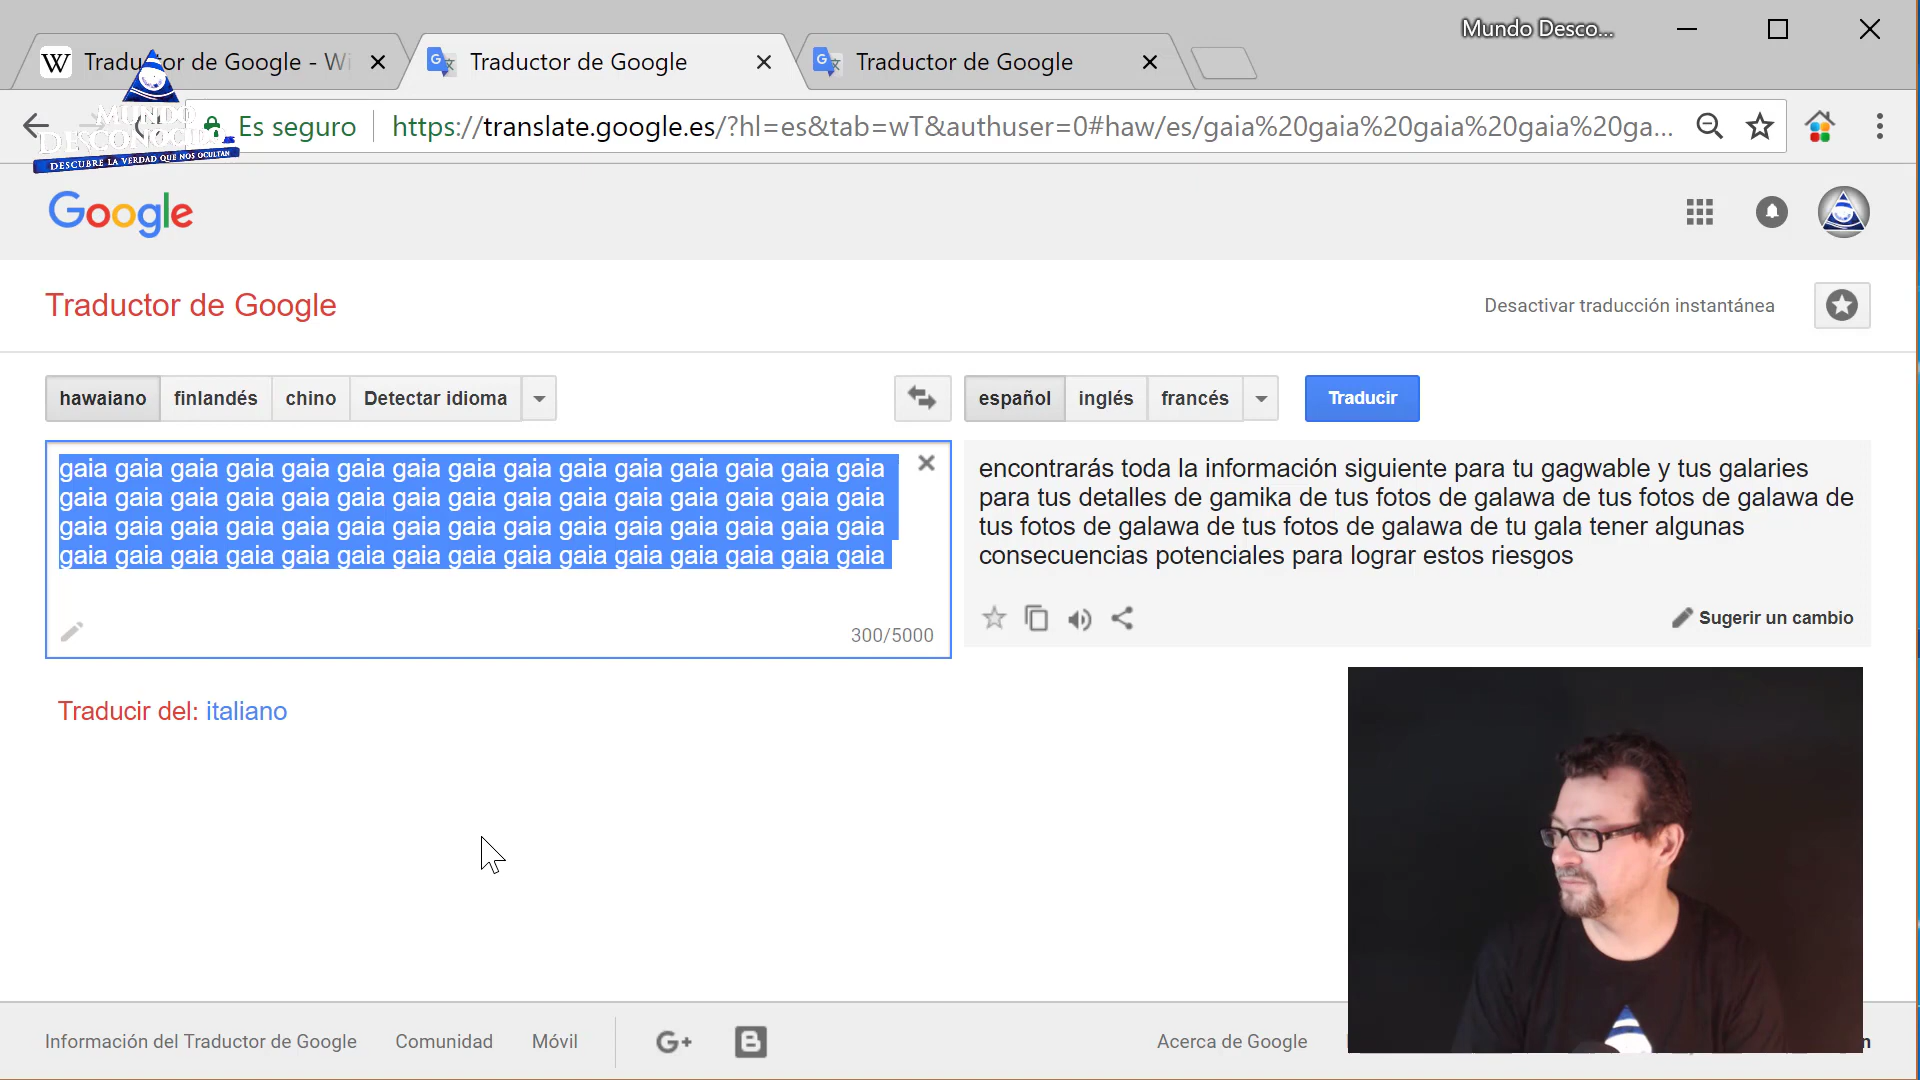 Mundo Desco...
Traductor de Google - Wi
Traductor de Google
Traductor de Google
Es seguro
https://translate.google.es/?hl=es&tab=wT&authuser=0#haw/es/gaia%20gaia%20gaia%20gaia%20ga...
MUNDO
DESCONOCIDO
DESCUBRE LA VERDAD QUE NOS OCULTAN
Google
Traductor de Google
Desactivar traducción instantánea
hawaiano finlandés chino Detectar idioma
español inglés francés
Traducir
gaia gaia gaia gaia gaia gaia gaia gaia gaia gaia gaia gaia gaia gaia gaia
gaia gaia gaia gaia gaia gaia gaia gaia gaia gaia gaia gaia gaia gaia gaia
gaia gaia gaia gaia gaia gaia gaia gaia gaia gaia gaia gaia gaia gaia gaia
gaia gaia gaia gaia gaia gaia gaia gaia gaia gaia gaia gaia gaia gaia gaia
300/5000
encontrarás toda la información siguiente para tu gagwable y tus galaries
para tus detalles de gamika de tus fotos de galawa de tus fotos de galawa de
tus fotos de galawa de tus fotos de galawa de tu gala tener algunas
consecuencias potenciales para lograr estos riesgos
Sugerir un cambio
Traducir del: italiano
Información del Traductor de Google
Comunidad
Móvil
G+
Acerca de Google